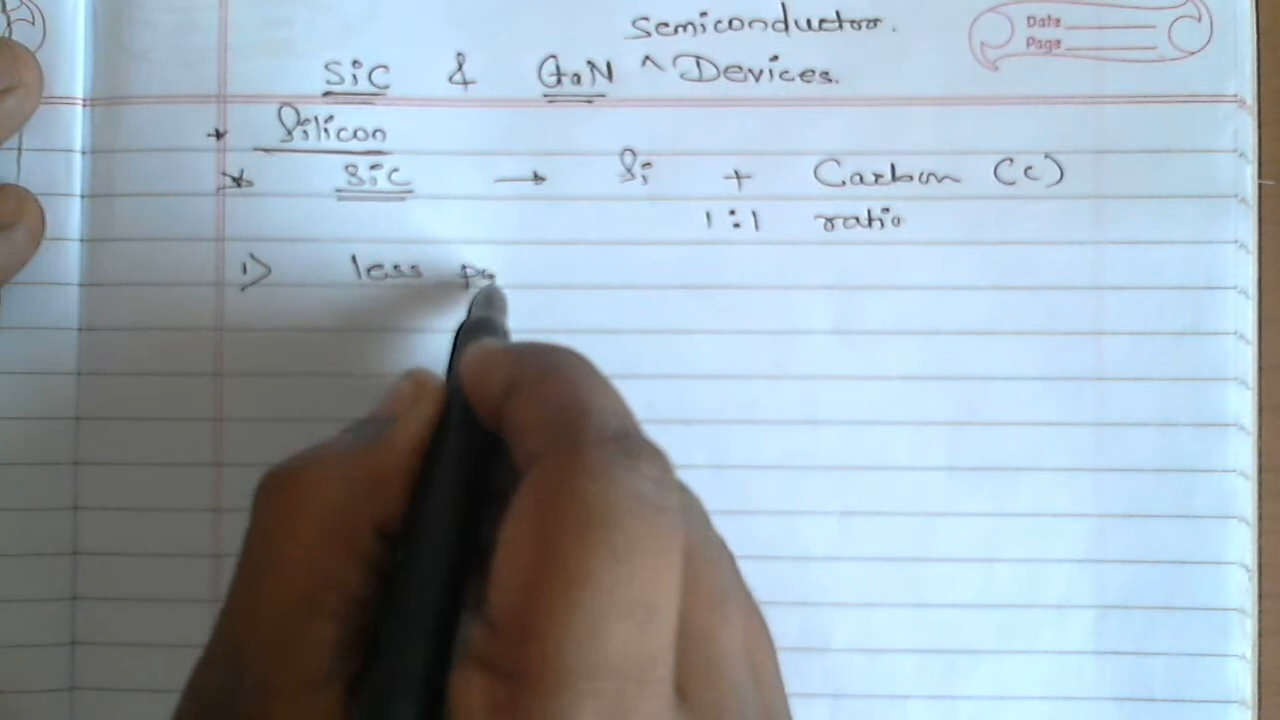 Semiconductor.
SiC & GaN ^ Devices.
Date
Page
* Silicon
* SiC → Si + Carbon (C)
1:1 ratio
1) less